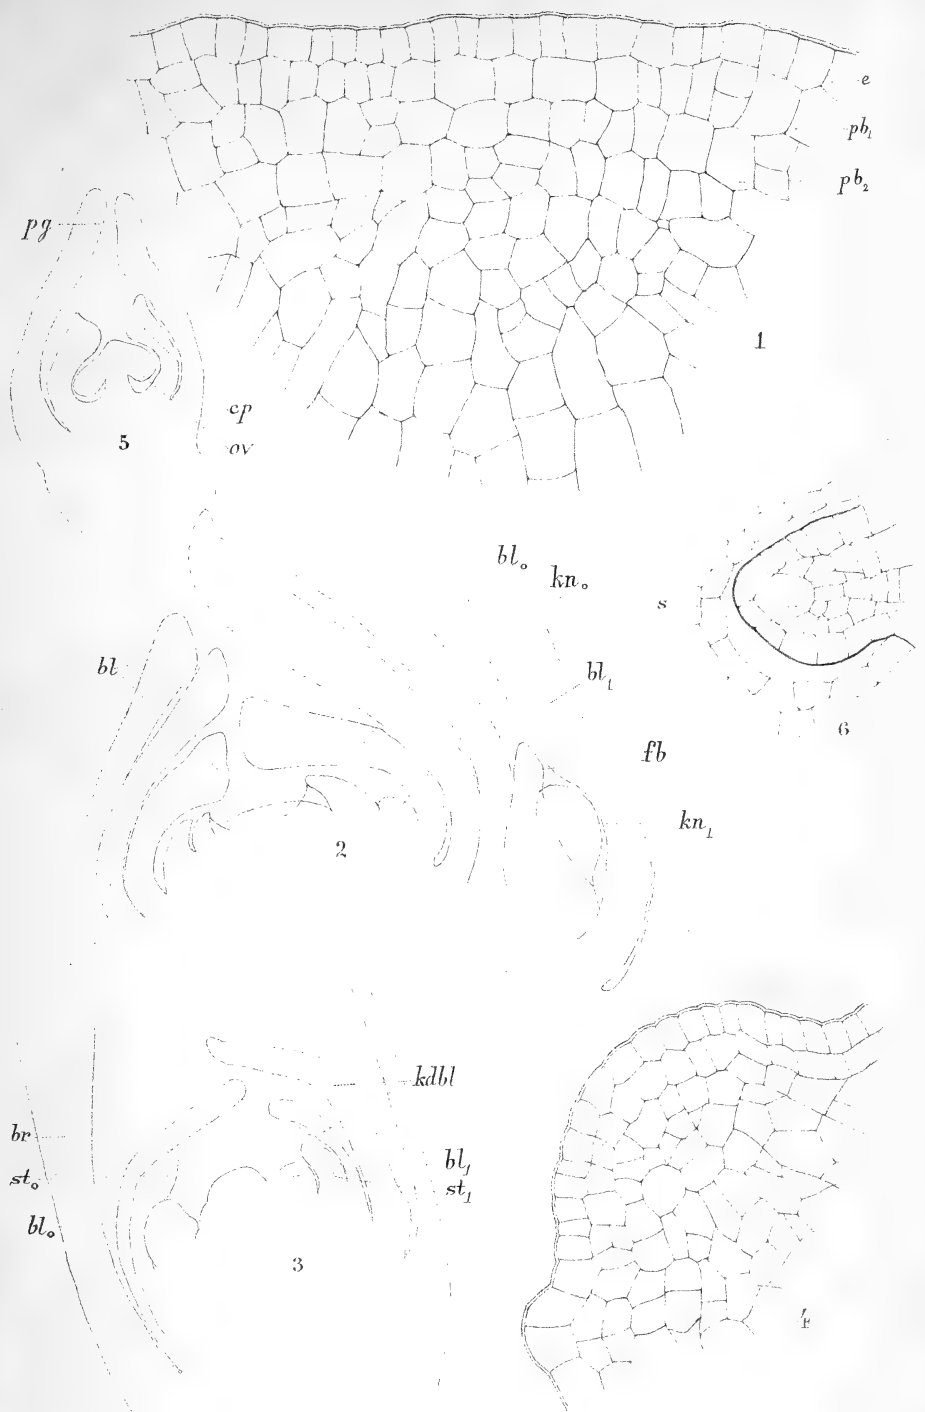 e
pb₁
pb₂
pg
1
cp
5
ov
bl₀
kn₀
s
bl
bl₁
6
fb
kn₁
2
kdbl
br
bl₁
st₀
st₁
bl₀
3
4